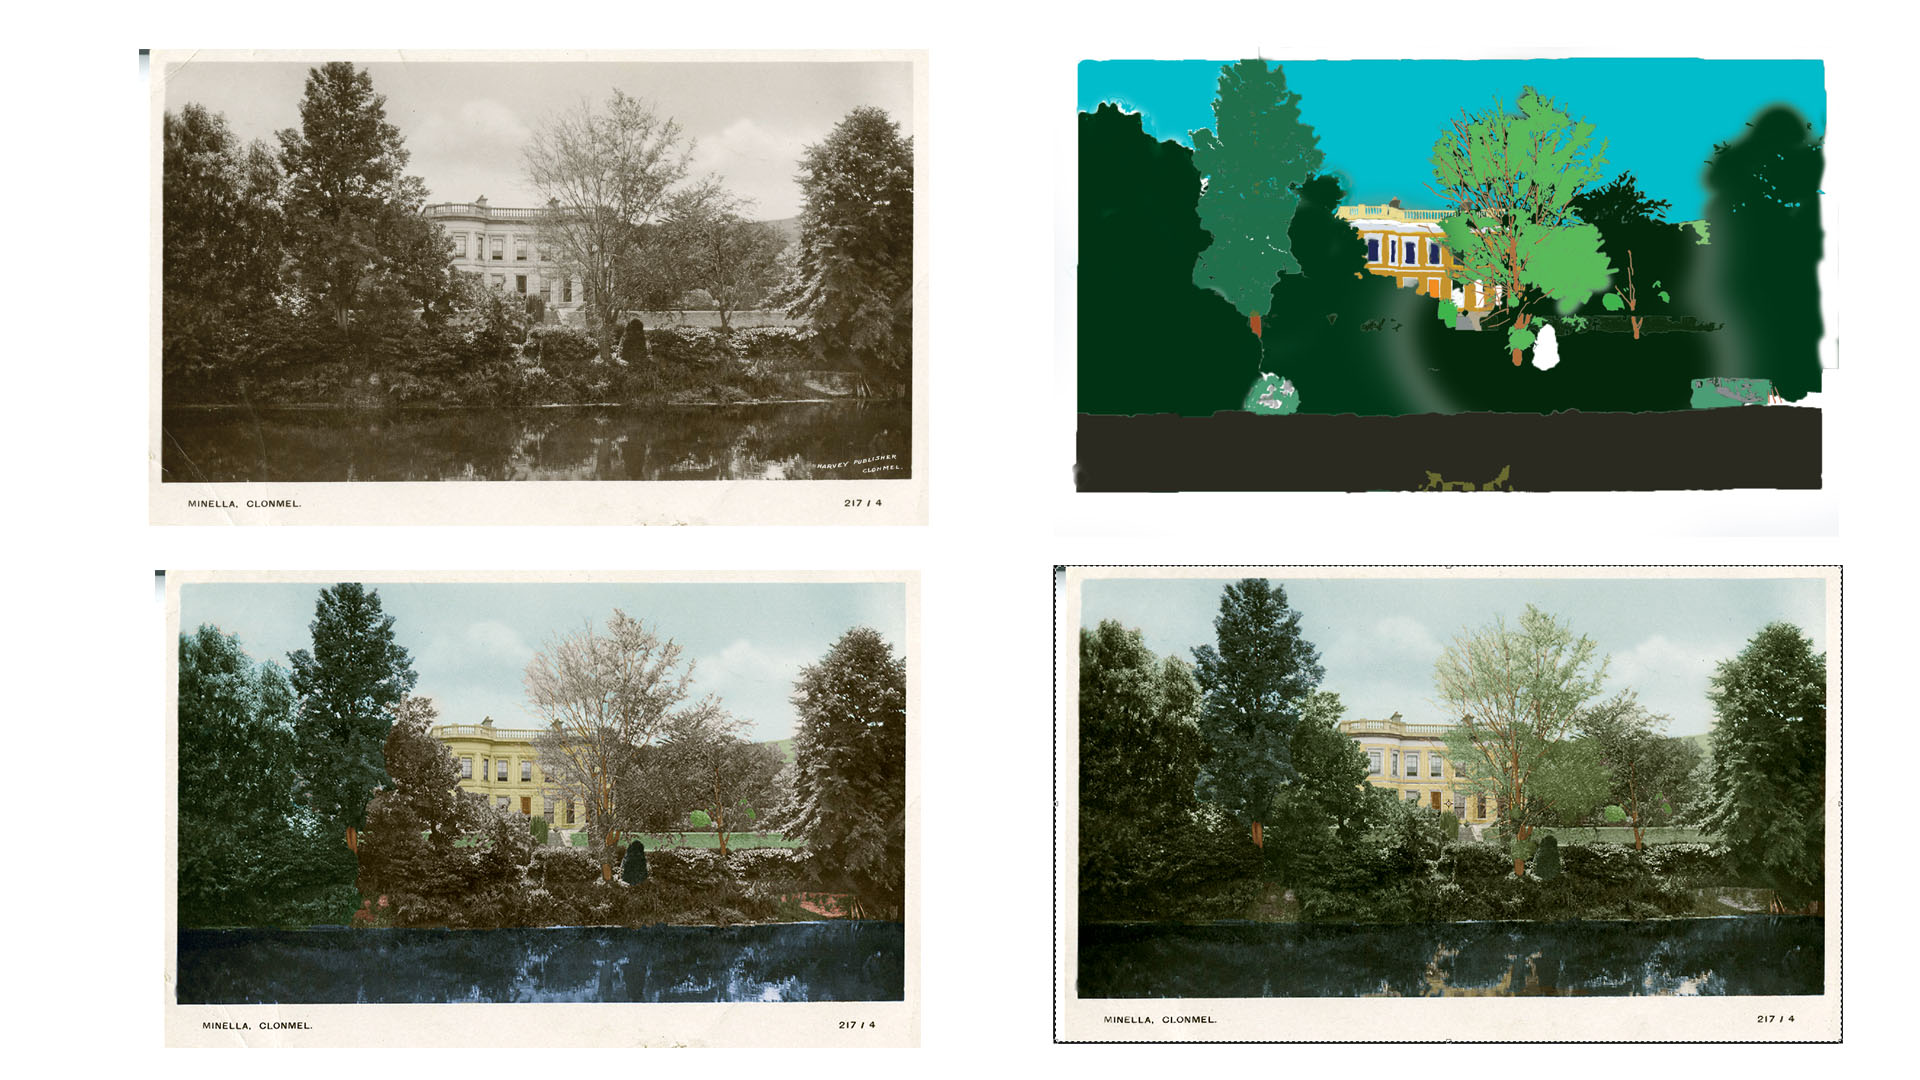 "HARVEY PUBLISHER
CLONMEL.
MINELLA, CLONMEL. 217 / 4
MINELLA, CLONMEL. 217 / 4
MINELLA, CLONMEL. 217 / 4